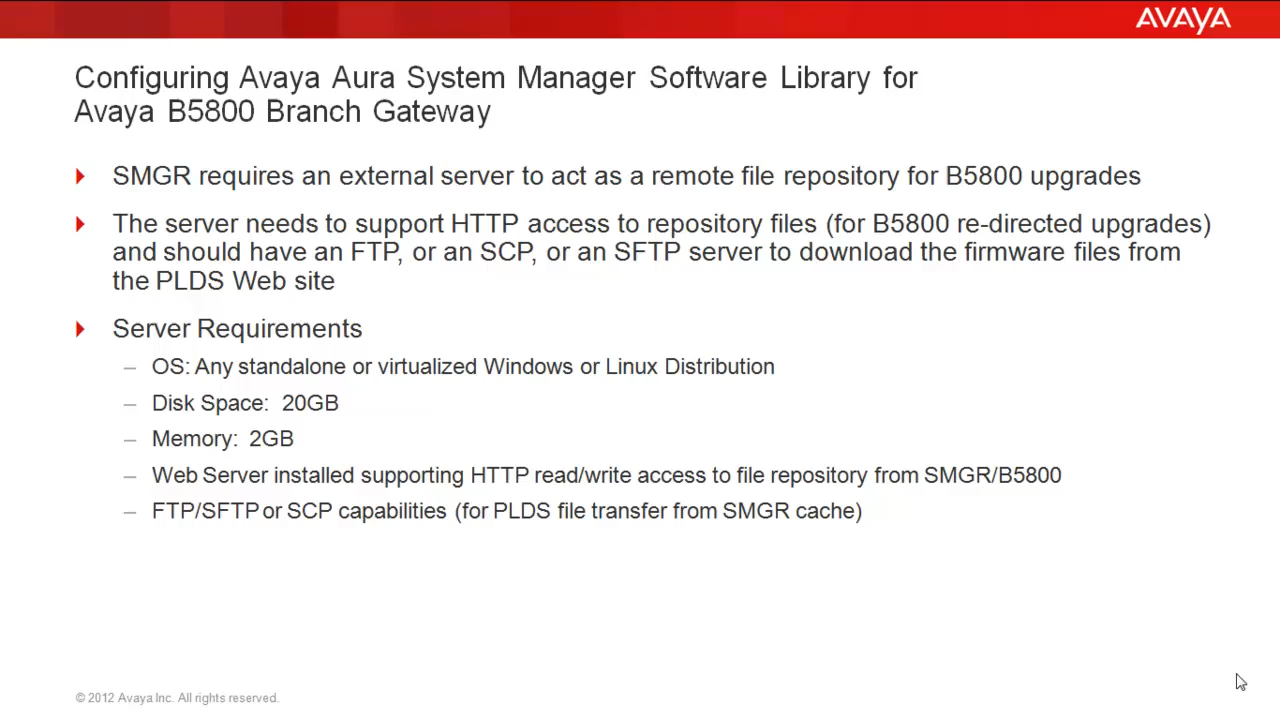 AVAYA
Configuring Avaya Aura System Manager Software Library for
Avaya B5800 Branch Gateway
SMGR requires an external server to act as a remote file repository for B5800 upgrades
The server needs to support HTTP access to repository files (for B5800 re-directed upgrades)
and should have an FTP, or an SCP, or an SFTP server to download the firmware files from
the PLDS Web site
Server Requirements
– OS: Any standalone or virtualized Windows or Linux Distribution
– Disk Space: 20GB
– Memory: 2GB
– Web Server installed supporting HTTP read/write access to file repository from SMGR/B5800
– FTP/SFTP or SCP capabilities (for PLDS file transfer from SMGR cache)
© 2012 Avaya Inc. All rights reserved.